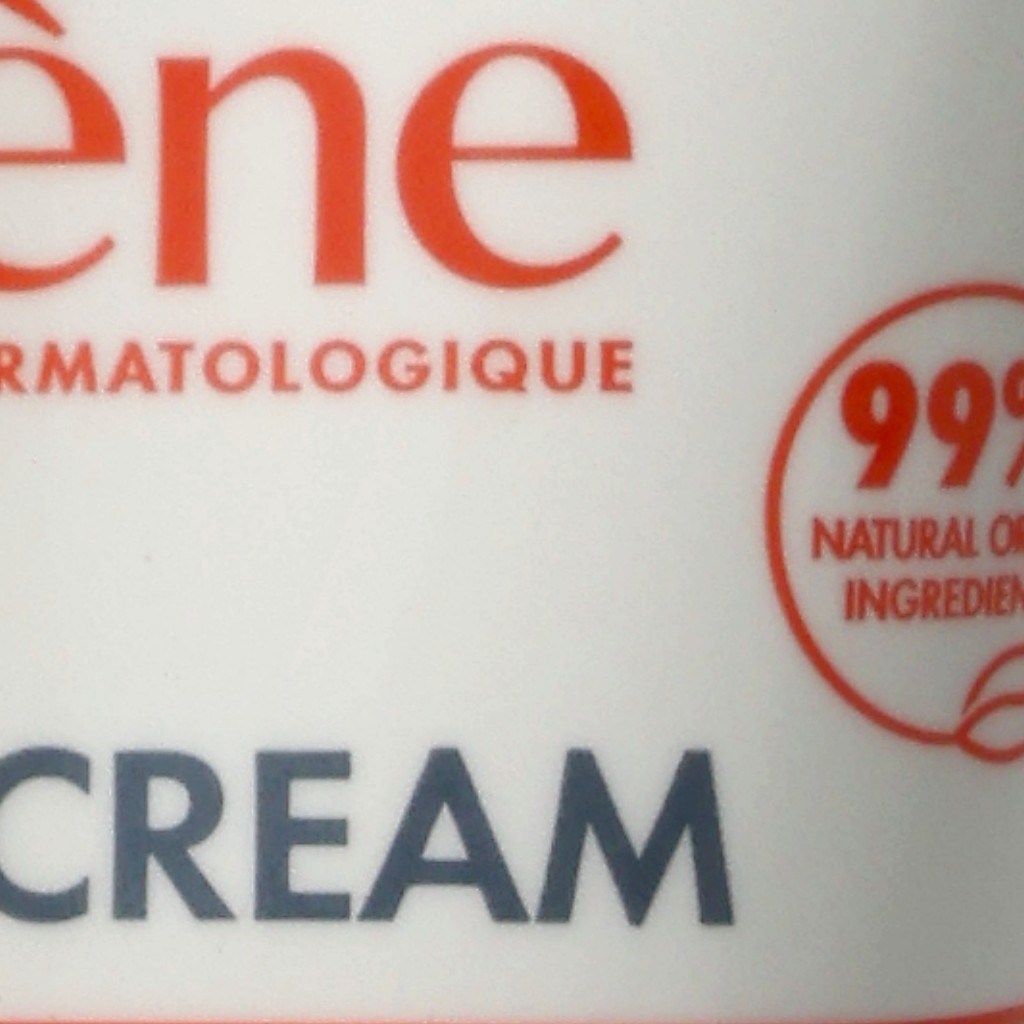 ène
RMATOLOGIQUE
99%
NATURAL OR
INGREDIEN
CREAM